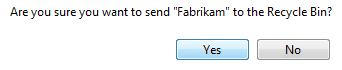 Are you sure you want to send "Fabrikam" to the Recycle Bin?
Yes No